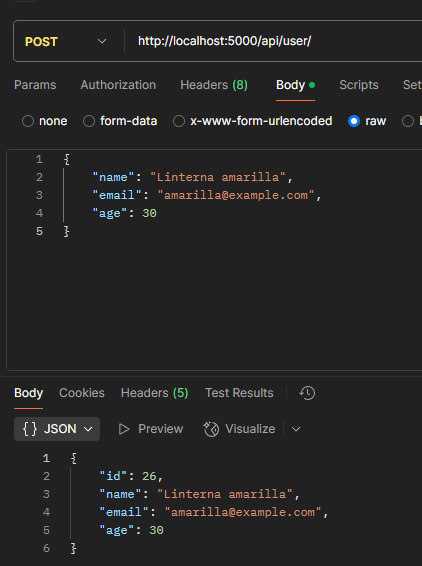 POST http://localhost:5000/api/user/
Params Authorization Headers (8) Body Scripts Set
none form-data x-www-form-urlencoded raw
1 {
2 "name": "Linterna amarilla",
3 "email": "amarilla@example.com",
4 "age": 30
5 }
Body Cookies Headers (5) Test Results
{} JSON Preview Visualize
1 {
2 "id": 26,
3 "name": "Linterna amarilla",
4 "email": "amarilla@example.com",
5 "age": 30
6 }